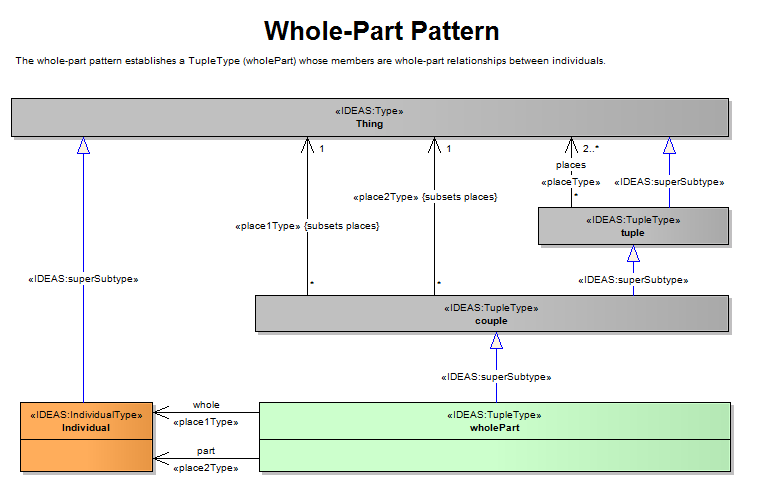 Whole-Part Pattern
The whole-part pattern establishes a TupleType (wholePart) whose members are whole-part relationships between individuals.
«IDEAS:Type»
Thing
1
1
2..*
places
«placeType»
«IDEAS:superSubtype»
*
«place2Type» {subsets places}
«place1Type» {subsets places}
«IDEAS:TupleType»
tuple
«IDEAS:superSubtype»
«IDEAS:superSubtype»
*
*
«IDEAS:TupleType»
couple
«IDEAS:superSubtype»
«IDEAS:IndividualType»
Individual
whole
«place1Type»
part
«place2Type»
«IDEAS:TupleType»
wholePart